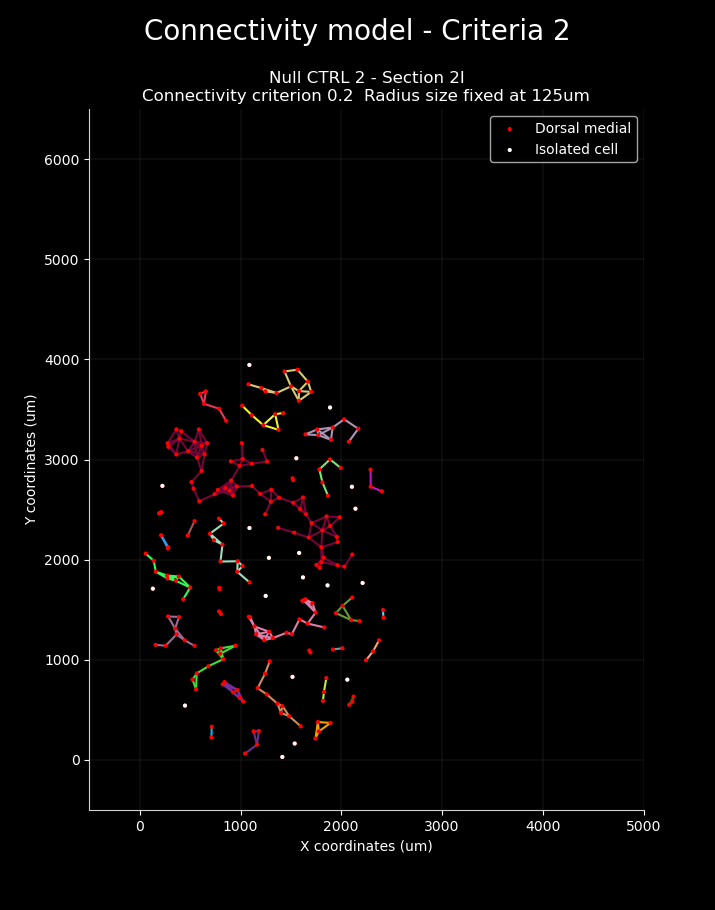 Connectivity model - Criteria 2
Null CTRL 2 - Section 2l
Connectivity criterion 0.2  Radius size fixed at 125um
Dorsal medial
Isolated cell
6000
5000
4000
3000
2000
1000
0
Y coordinates (um)
0 1000 2000 3000 4000 5000
X coordinates (um)